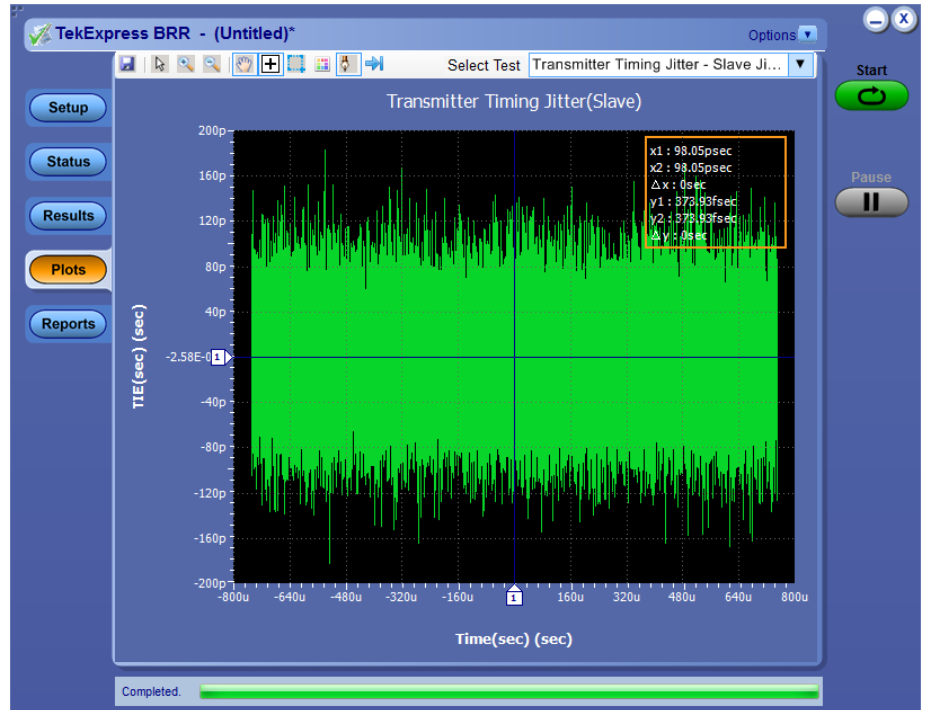 TekExpress BRR - (Untitled)*
Options
Select Test Transmitter Timing Jitter - Slave Ji...
Start
Pause
Setup
Status
Results
Plots
Reports
Transmitter Timing Jitter(Slave)
x1 : 98.05psec
x2 : 98.05psec
Δx : 0sec
y1 : 373.93fsec
y2 : 373.93fsec
Δy : 0sec
TIE(sec) (sec)
200p
160p
120p
80p
40p
-2.58E-0
1
-40p
-80p
-120p
-160p
-200p
-800u -640u -480u -320u -160u 1 160u 320u 480u 640u 800u
Time(sec) (sec)
Completed.